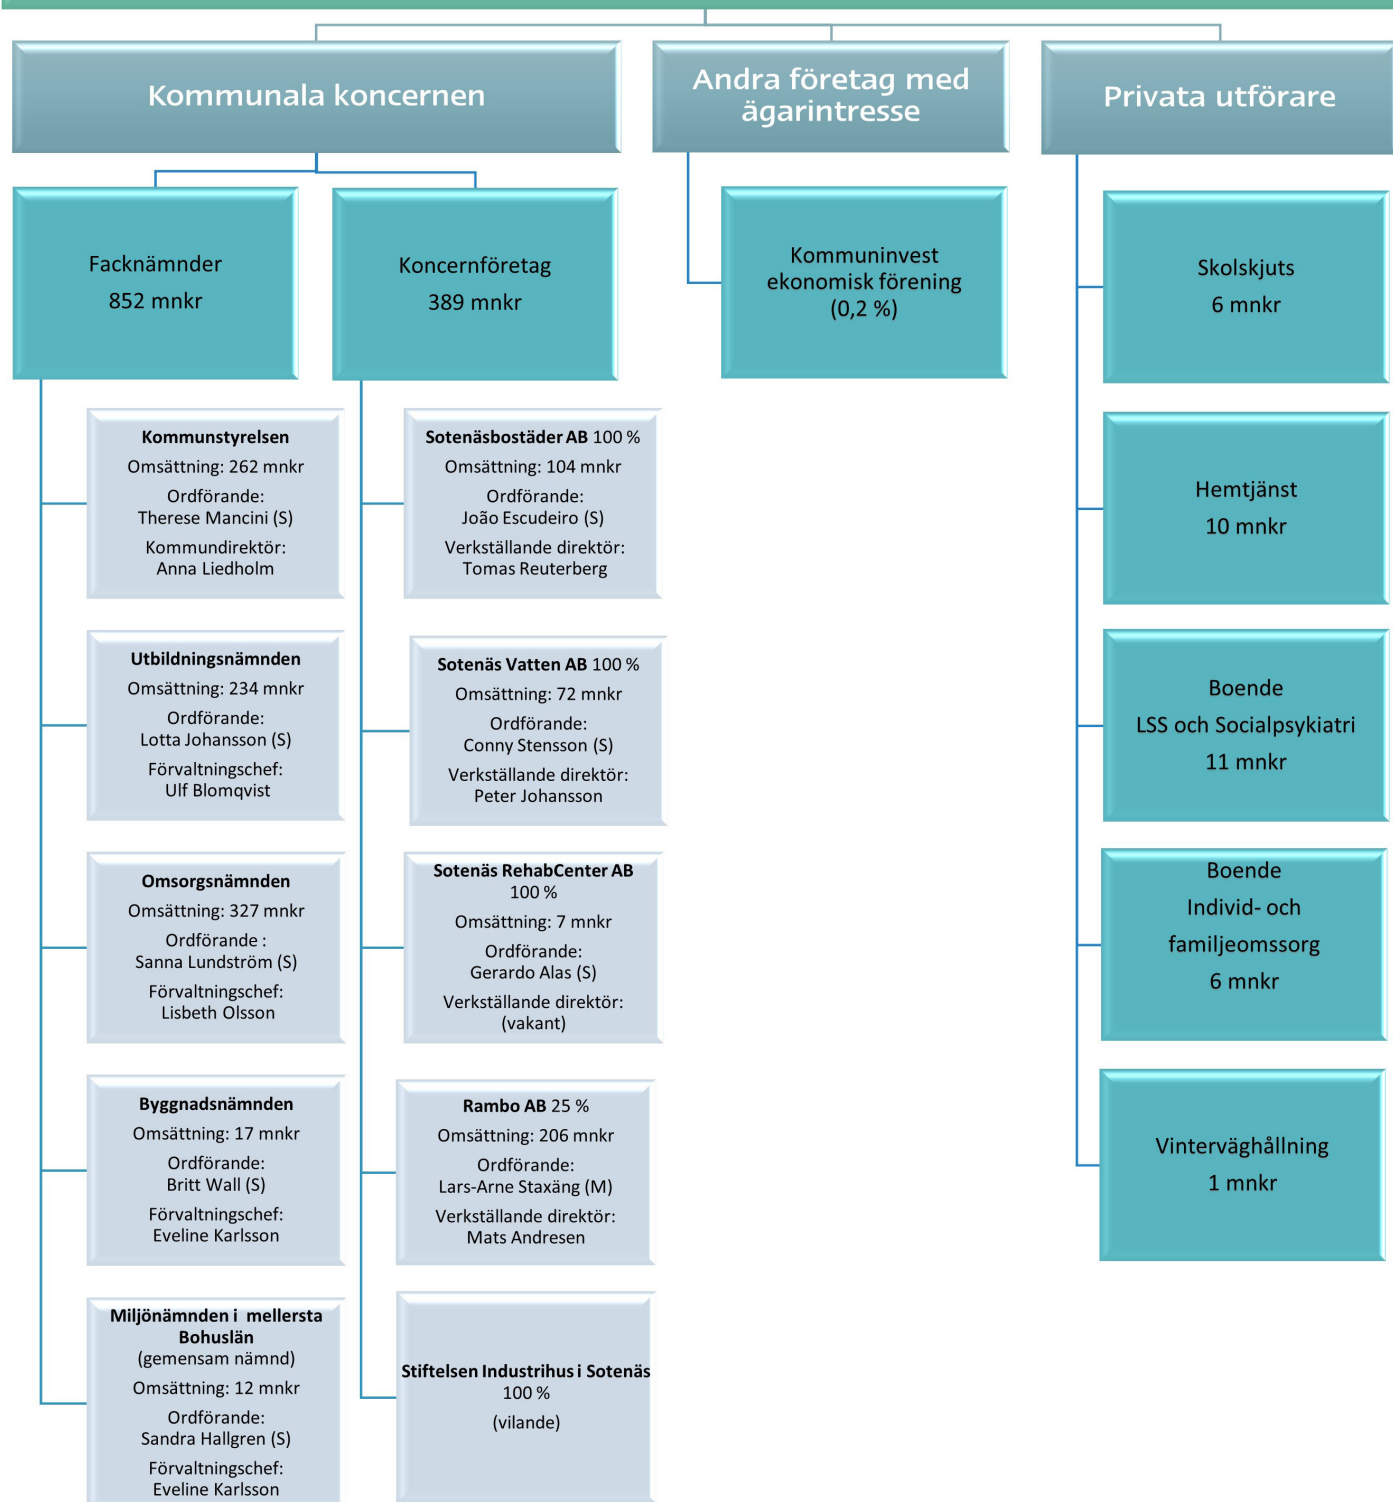 Kommunala koncernen
Andra företag med
ägarintresse
Privata utförare
Facknämnder
852 mnkr
Koncernföretag
389 mnkr
Kommuninvest
ekonomisk förening
(0,2 %)
Skolskjuts
6 mnkr
Hemtjänst
10 mnkr
Boende
LSS och Socialpsykiatri
11 mnkr
Boende
Individ- och
familjeomssorg
6 mnkr
Vinterväghållning
1 mnkr
Kommunstyrelsen
Omsättning: 262 mnkr
Ordförande:
Therese Mancini (S)
Kommundirektör:
Anna Liedholm
Utbildningsnämnden
Omsättning: 234 mnkr
Ordförande:
Lotta Johansson (S)
Förvaltningschef:
Ulf Blomqvist
Omsorgsnämnden
Omsättning: 327 mnkr
Ordförande :
Sanna Lundström (S)
Förvaltningschef:
Lisbeth Olsson
Byggnadsnämnden
Omsättning: 17 mnkr
Ordförande:
Britt Wall (S)
Förvaltningschef:
Eveline Karlsson
Miljönämnden i mellersta
Bohuslän
(gemensam nämnd)
Omsättning: 12 mnkr
Ordförande:
Sandra Hallgren (S)
Förvaltningschef:
Eveline Karlsson
Sotenäsbostäder AB 100 %
Omsättning: 104 mnkr
Ordförande:
João Escudeiro (S)
Verkställande direktör:
Tomas Reuterberg
Sotenäs Vatten AB 100 %
Omsättning: 72 mnkr
Ordförande:
Conny Stensson (S)
Verkställande direktör:
Peter Johansson
Sotenäs RehabCenter AB
100 %
Omsättning: 7 mnkr
Ordförande:
Gerardo Alas (S)
Verkställande direktör:
(vakant)
Rambo AB 25 %
Omsättning: 206 mnkr
Ordförande:
Lars-Arne Staxäng (M)
Verkställande direktör:
Mats Andresen
Stiftelsen Industrihus i Sotenäs
100 %
(vilande)